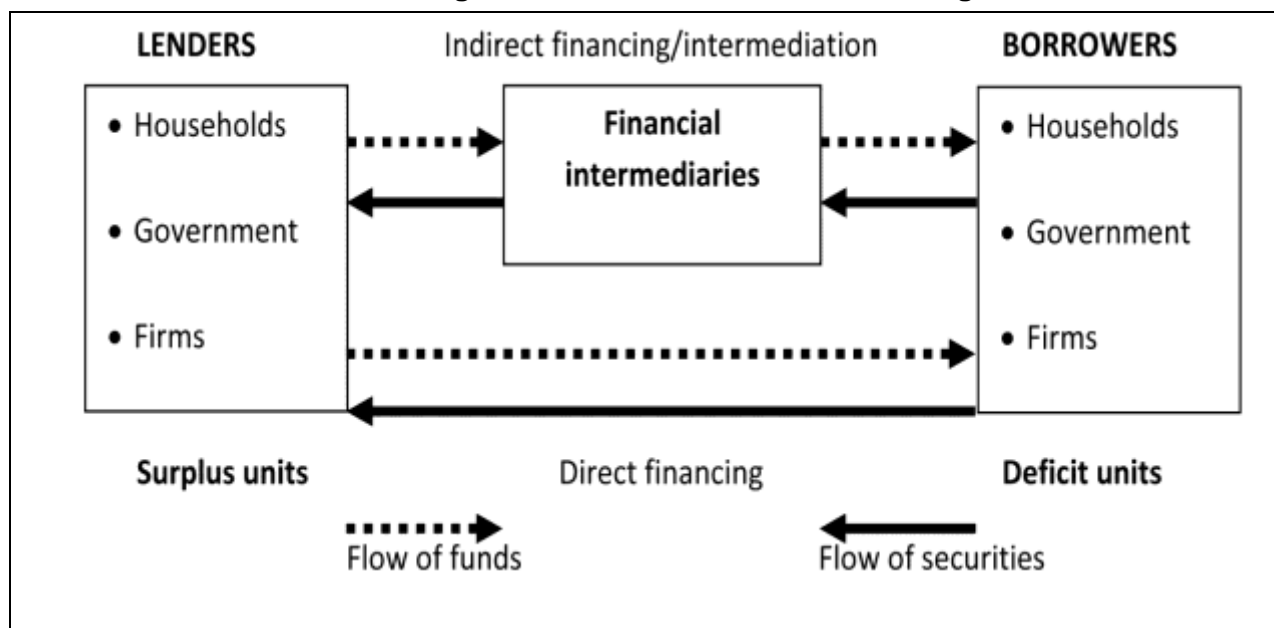 LENDERS
Indirect financing/intermediation
BORROWERS
• Households
• Government
• Firms
Financial
intermediaries
• Households
• Government
• Firms
Surplus units
Direct financing
Deficit units
Flow of funds
Flow of securities